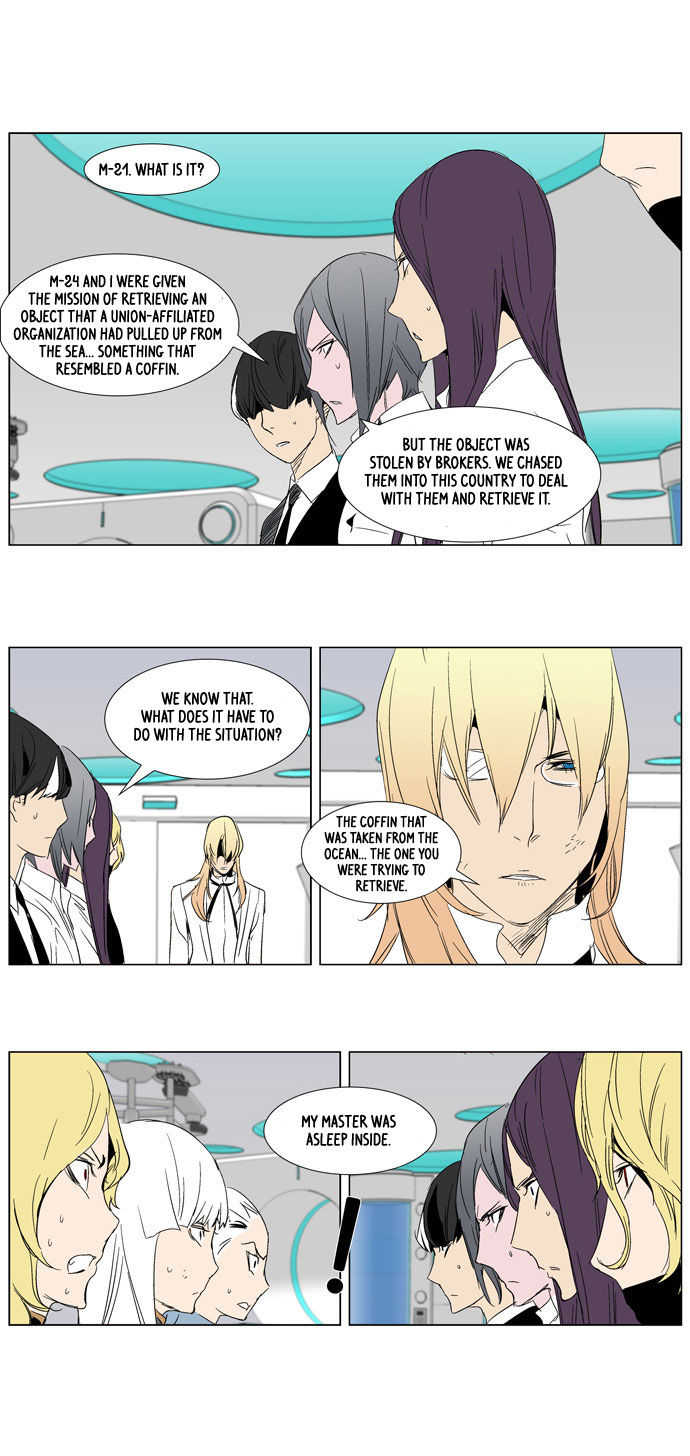 M-21. WHAT IS IT?
M-24 AND I WERE GIVEN
THE MISSION OF RETRIEVING AN
OBJECT THAT A UNION-AFFILIATED
ORGANIZATION HAD PULLED UP FROM
THE SEA... SOMETHING THAT
RESEMBLED A COFFIN.
BUT THE OBJECT WAS
STOLEN BY BROKERS. WE CHASED
THEM INTO THIS COUNTRY TO DEAL
WITH THEM AND RETRIEVE IT.
WE KNOW THAT.
WHAT DOES IT HAVE TO
DO WITH THE SITUATION?
THE COFFIN THAT
WAS TAKEN FROM THE
OCEAN... THE ONE YOU
WERE TRYING TO
RETRIEVE.
MY MASTER WAS
ASLEEP INSIDE.
!